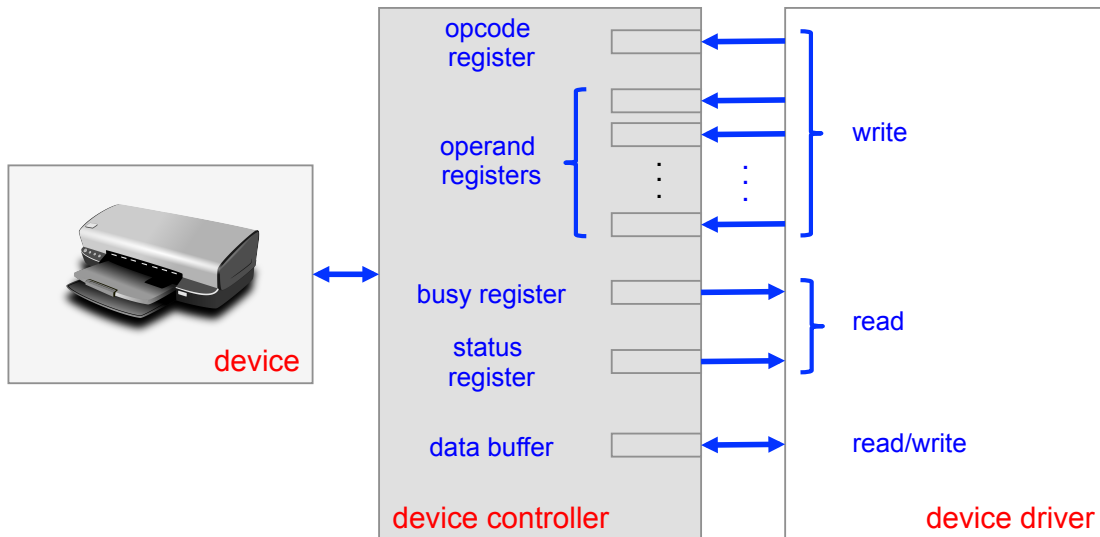 opcode
register
operand
registers
write
busy register
read
status
register
device
data buffer
read/write
device controller
device driver